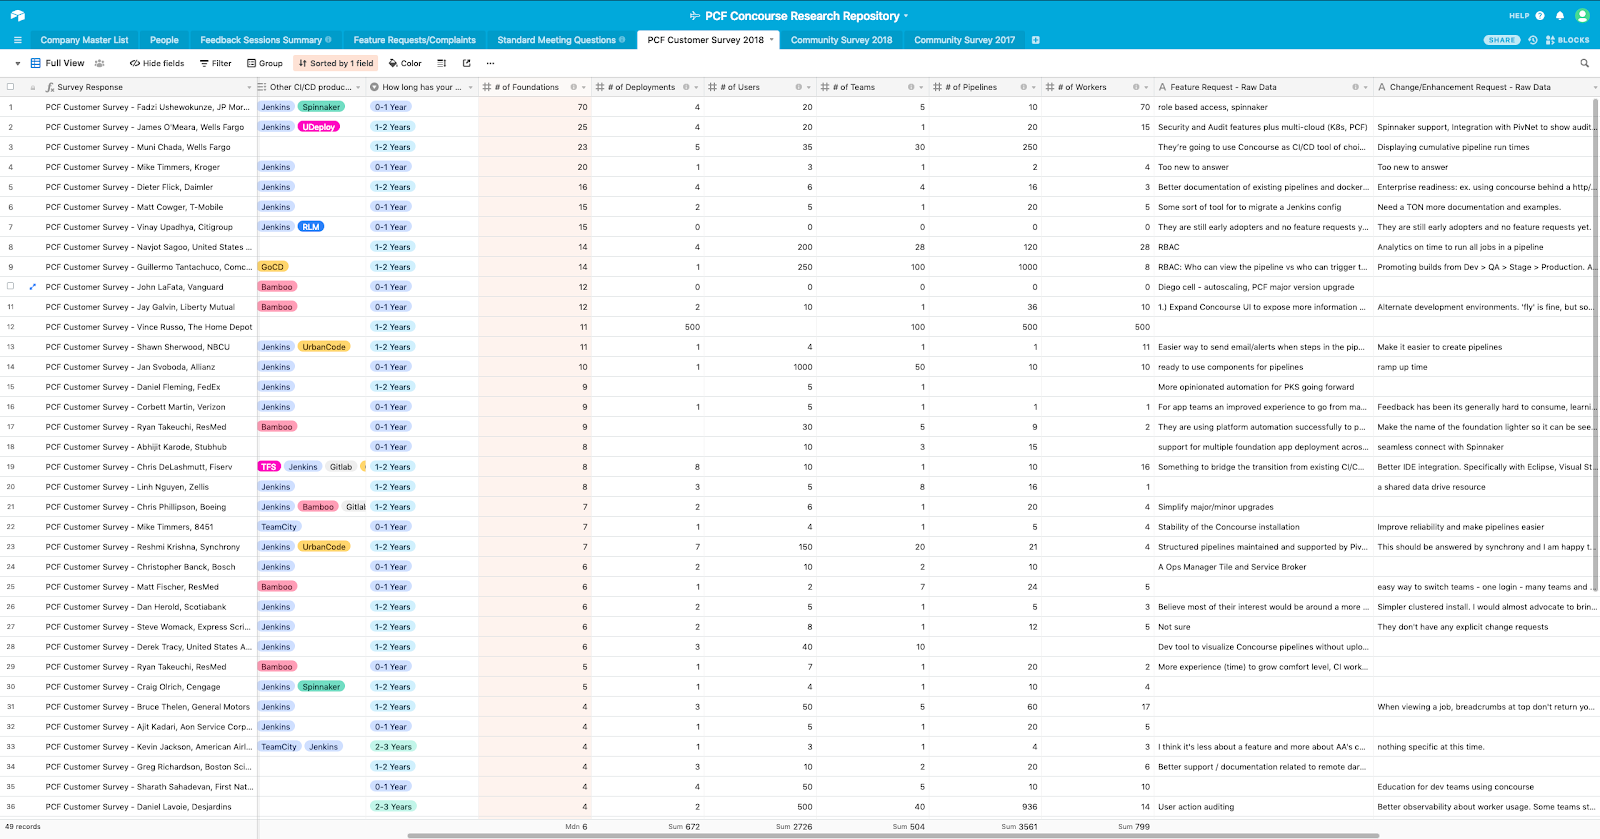 PCF Concourse Research Repository
HELP
Company Master List People Feedback Sessions Summary Feature Requests/Complaints Standard Meeting Questions PCF Customer Survey 2018 Community Survey 2018 Community Survey 2017 SHARE BLOCKS
Full View Hide fields Filter Group Sorted by 1 field Color
Survey Response Other CI/CD produc... How long has your ... # of Foundations # of Deployments # of Users # of Teams # of Pipelines # of Workers Feature Request - Raw Data Change/Enhancement Request - Raw Data
1 PCF Customer Survey - Fadzi Ushewokunze, JP Mor... Jenkins Spinnaker 0-1 Year 70 4 20 5 10 70 role based access, spinnaker
2 PCF Customer Survey - James O'Meara, Wells Fargo Jenkins UDeploy 1-2 Years 25 4 20 1 20 15 Security and Audit features plus multi-cloud (K8s, PCF) Spinnaker support, Integration with PivNet to show audit...
3 PCF Customer Survey - Muni Chada, Wells Fargo 1-2 Years 23 5 35 30 250 They're going to use Concourse as CI/CD tool of choi... Displaying cumulative pipeline run times
4 PCF Customer Survey - Mike Timmers, Kroger Jenkins 0-1 Year 20 1 3 1 2 4 Too new to answer Too new to answer
5 PCF Customer Survey - Dieter Flick, Daimler Jenkins 1-2 Years 16 4 6 4 16 3 Better documentation of existing pipelines and docker... Enterprise readiness: ex. using concourse behind a http/...
6 PCF Customer Survey - Matt Cowger, T-Mobile Jenkins 0-1 Year 15 2 5 1 20 5 Some sort of tool for to migrate a Jenkins config Need a TON more documentation and examples.
7 PCF Customer Survey - Vinay Upadhya, Citigroup Jenkins RLM 0-1 Year 15 0 0 0 0 0 They are still early adopters and no feature requests y... They are still early adopters and no feature requests yet.
8 PCF Customer Survey - Navjot Sagoo, United States ... 1-2 Years 14 4 200 28 120 28 RBAC Analytics on time to run all jobs in a pipeline
9 PCF Customer Survey - Guillermo Tantachuco, Comc... GoCD 1-2 Years 14 1 250 100 1000 8 RBAC: Who can view the pipeline vs who can trigger t... Promoting builds from Dev > QA > Stage > Production. A...
PCF Customer Survey - John LaFata, Vanguard Bamboo 0-1 Year 12 0 0 0 0 0 Diego cell - autoscaling, PCF major version upgrade
11 PCF Customer Survey - Jay Galvin, Liberty Mutual Bamboo 0-1 Year 12 2 10 1 36 10 1.) Expand Concourse UI to expose more information ... Alternate development environments. 'fly' is fine, but so...
12 PCF Customer Survey - Vince Russo, The Home Depot 1-2 Years 11 500 100 500 500
13 PCF Customer Survey - Shawn Sherwood, NBCU Jenkins UrbanCode 1-2 Years 11 1 4 1 1 11 Easier way to send email/alerts when steps in the pip... Make it easier to create pipelines
14 PCF Customer Survey - Jan Svoboda, Allianz Jenkins 0-1 Year 10 1 1000 50 10 10 ready to use components for pipelines ramp up time
15 PCF Customer Survey - Daniel Fleming, FedEx Jenkins 1-2 Years 9 5 1 More opinionated automation for PKS going forward
16 PCF Customer Survey - Corbett Martin, Verizon Jenkins 0-1 Year 9 1 5 1 1 1 For app teams an improved experience to go from ma... Feedback has been its generally hard to consume, learni...
17 PCF Customer Survey - Ryan Takeuchi, ResMed Bamboo 0-1 Year 9 30 5 9 2 They are using platform automation successfully to p... Make the name of the foundation lighter so it can be see...
18 PCF Customer Survey - Abhijit Karode, Stubhub 0-1 Year 8 10 3 15 support for multiple foundation app deployment acros... seamless connect with Spinnaker
19 PCF Customer Survey - Chris DeLashmutt, Fiserv TFS Jenkins Gitlab 1-2 Years 8 8 10 1 10 16 Something to bridge the transition from existing CI/C... Better IDE integration. Specifically with Eclipse, Visual St...
20 PCF Customer Survey - Linh Nguyen, Zellis Jenkins 1-2 Years 8 3 5 8 16 1 a shared data drive resource
21 PCF Customer Survey - Chris Phillipson, Boeing Jenkins Bamboo Gitlab 1-2 Years 7 2 6 1 20 4 Simplify major/minor upgrades
22 PCF Customer Survey - Mike Timmers, 8451 TeamCity 0-1 Year 7 1 4 1 5 4 Stability of the Concourse installation Improve reliability and make pipelines easier
23 PCF Customer Survey - Reshmi Krishna, Synchrony Jenkins UrbanCode 1-2 Years 7 7 150 20 21 4 Structured pipelines maintained and supported by Piv... This should be answered by synchrony and I am happy t...
24 PCF Customer Survey - Christopher Banck, Bosch Jenkins 0-1 Year 6 2 10 2 10 A Ops Manager Tile and Service Broker
25 PCF Customer Survey - Matt Fischer, ResMed Bamboo 0-1 Year 6 1 2 7 24 5 easy way to switch teams - one login - many teams and ...
26 PCF Customer Survey - Dan Herold, Scotiabank Jenkins 1-2 Years 6 2 5 1 5 3 Believe most of their interest would be around a more ... Simpler clustered install. I would almost advocate to brin...
27 PCF Customer Survey - Steve Womack, Express Scri... Jenkins 1-2 Years 6 2 8 1 12 5 Not sure They don't have any explicit change requests
28 PCF Customer Survey - Derek Tracy, United States A... Jenkins 1-2 Years 6 3 40 10 Dev tool to visualize Concourse pipelines without uplo...
29 PCF Customer Survey - Ryan Takeuchi, ResMed Bamboo 0-1 Year 5 1 7 1 20 2 More experience (time) to grow comfort level, CI work...
30 PCF Customer Survey - Craig Olrich, Cengage Jenkins Spinnaker 1-2 Years 5 1 4 1 10 4
31 PCF Customer Survey - Bruce Thelen, General Motors Jenkins 1-2 Years 4 3 50 5 60 17 When viewing a job, breadcrumbs at top don't return yo...
32 PCF Customer Survey - Ajit Kadari, Aon Service Corp... Jenkins 0-1 Year 4 1 5 1 20 5
33 PCF Customer Survey - Kevin Jackson, American Airl... TeamCity Jenkins 2-3 Years 4 1 3 1 4 3 I think it's less about a feature and more about AA's c... nothing specific at this time.
34 PCF Customer Survey - Greg Richardson, Boston Sci... 1-2 Years 4 3 10 2 20 6 Better support / documentation related to remote dar...
35 PCF Customer Survey - Sharath Sahadevan, First Nat... 0-1 Year 4 4 50 5 10 10 Education for dev teams using concourse
36 PCF Customer Survey - Daniel Lavoie, Desjardins 2-3 Years 4 2 500 40 936 14 User action auditing Better observability about worker usage. Some teams st...
49 records Mdn 6 Sum 672 Sum 2726 Sum 504 Sum 3561 Sum 799